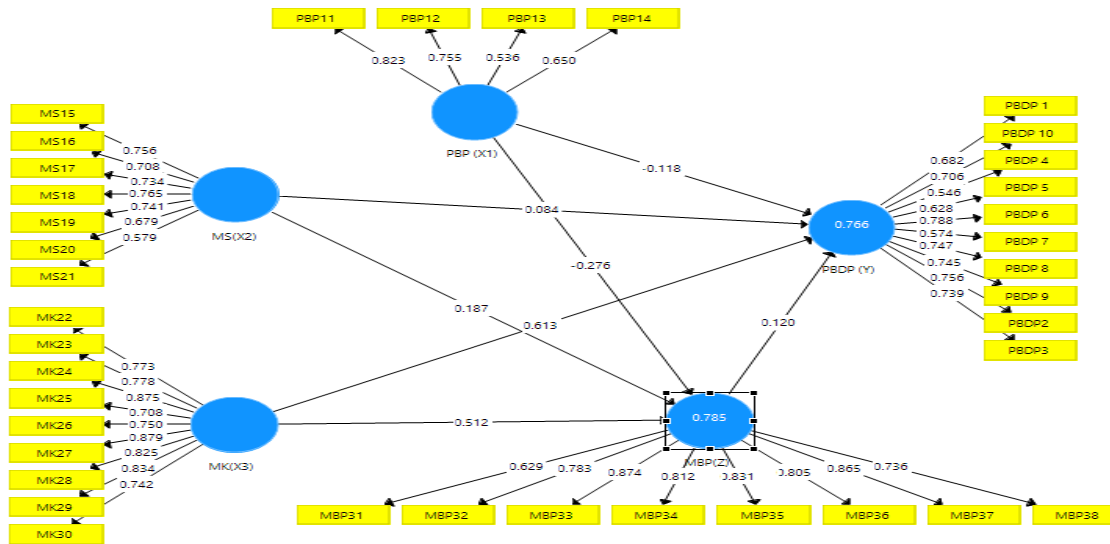 PBP11 PBP12 PBP13 PBP14
0.823 0.755 0.536 0.650
PBP (X1)
MS15
MS16
MS17
MS18
MS19
MS20
MS21
0.756
0.708
0.734
0.765
0.741
0.679
0.579
MS(X2)
MK22
MK23
MK24
MK25
MK26
MK27
MK28
MK29
MK30
0.773
0.778
0.875
0.708
0.750
0.879
0.825
0.834
0.742
MK(X3)
-0.118
0.084
-0.276
0.187
0.613
0.512
0.120
0.766
PBDP (Y)
0.682
0.706
0.546
0.628
0.788
0.574
0.747
0.745
0.756
0.739
PBDP 1
PBDP 10
PBDP 4
PBDP 5
PBDP 6
PBDP 7
PBDP 8
PBDP 9
PBDP2
PBDP3
0.785
MBP(Z)
0.629 0.783 0.874 0.812 0.831 0.805 0.865 0.736
MBP31 MBP32 MBP33 MBP34 MBP35 MBP36 MBP37 MBP38